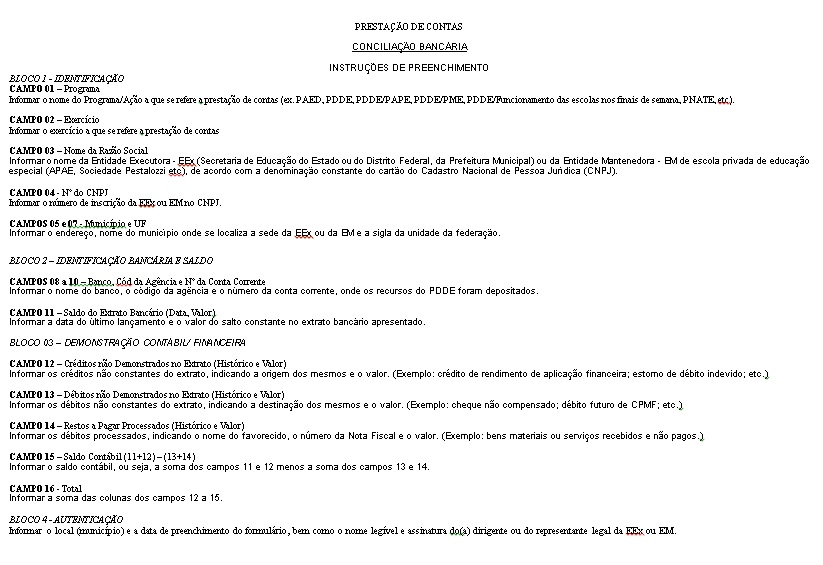 PRESTAÇÃO DE CONTAS
CONCILIAÇÃO BANCÁRIA
INSTRUÇÕES DE PREENCHIMENTO
BLOCO 1 - IDENTIFICAÇÃO
CAMPO 01 – Programa
Informar o nome do Programa/Ação a que se refere a prestação de contas (ex. PAED, PDDE, PDDE/PAPE, PDDE/PME, PDDE/Funcionamento das escolas nos finais de semana, PNATE, etc).
CAMPO 02 – Exercício
Informar o exercício a que se refere a prestação de contas
CAMPO 03 – Nome da Razão Social
Informar o nome da Entidade Executora - EEx (Secretaria de Educação do Estado ou do Distrito Federal, da Prefeitura Municipal) ou da Entidade Mantenedora - EM de escola privada de educação
especial (APAE, Sociedade Pestalozzi etc), de acordo com a denominação constante do cartão do Cadastro Nacional de Pessoa Jurídica (CNPJ).
CAMPO 04 - Nº do CNPJ
Informar o número de inscrição da EEx ou EM no CNPJ.
CAMPOS 05 e 07 - Município e UF
Informar o endereço, nome do município onde se localiza a sede da EEx ou da EM e a sigla da unidade da federação.
BLOCO 2 – IDENTIFICAÇÃO BANCÁRIA E SALDO
CAMPOS 08 a 10 – Banco, Cód da Agência e Nº da Conta Corrente
Informar o nome do banco, o código da agência e o número da conta corrente, onde os recursos do PDDE foram depositados.
CAMPO 11 – Saldo do Extrato Bancário (Data, Valor)
Informar a data do último lançamento e o valor do salto constante no extrato bancário apresentado.
BLOCO 03 – DEMONSTRAÇÃO CONTÁBIL/ FINANCEIRA
CAMPO 12 – Créditos não Demonstrados no Extrato (Histórico e Valor)
Informar os créditos não constantes do extrato, indicando a origem dos mesmos e o valor. (Exemplo: crédito de rendimento de aplicação financeira; estorno de débito indevido; etc.)
CAMPO 13 – Débitos não Demonstrados no Extrato (Histórico e Valor)
Informar os débitos não constantes do extrato, indicando a destinação dos mesmos e o valor. (Exemplo: cheque não compensado; débito futuro de CPMF; etc.)
CAMPO 14 – Restos a Pagar Processados (Histórico e Valor)
Informar os débitos processados, indicando o nome do favorecido, o número da Nota Fiscal e o valor. (Exemplo: bens materiais ou serviços recebidos e não pagos.)
CAMPO 15 – Saldo Contábil (11+12) – (13+14)
Informar o saldo contábil, ou seja, a soma dos campos 11 e 12 menos a soma dos campos 13 e 14.
CAMPO 16 - Total
Informar a soma das colunas dos campos 12 a 15.
BLOCO 4 - AUTENTICAÇÃO
Informar o local (município) e a data de preenchimento do formulário, bem como o nome legível e assinatura do(a) dirigente ou do representante legal da EEx ou EM.